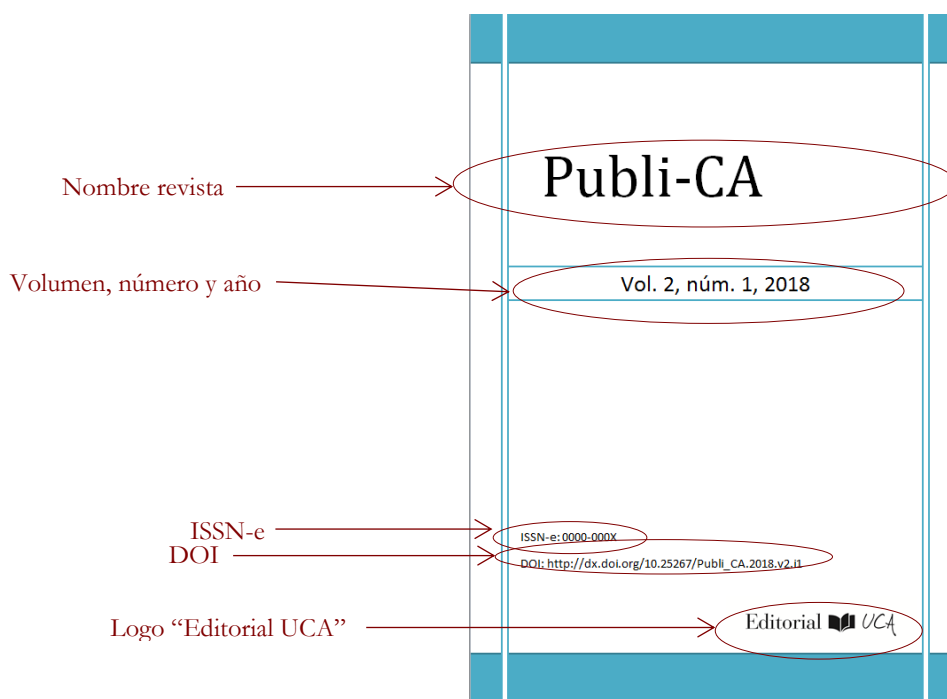 Publi-CA
Nombre revista
Volumen, número y año
Vol. 2, núm. 1, 2018
ISSN-e
ISSN-e: 0000-000X
DOI
DOI: http://dx.doi.org/10.25267/Publi_CA.2018.v2.i1
Logo “Editorial UCA”
Editorial UCA